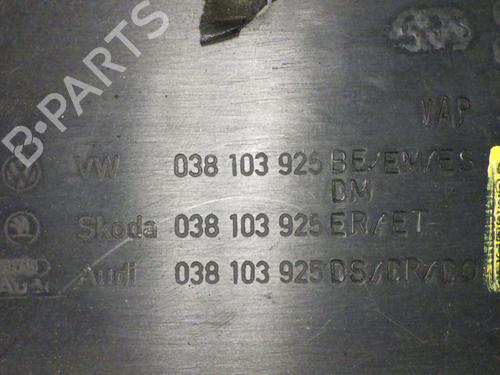 B-PARTS
VAP
VW 038 103 925 BE/EM/ES
DM
Skoda 038 103 925 ER/ET-
Audi 038 103 925 DS/DR/DQ
Audi